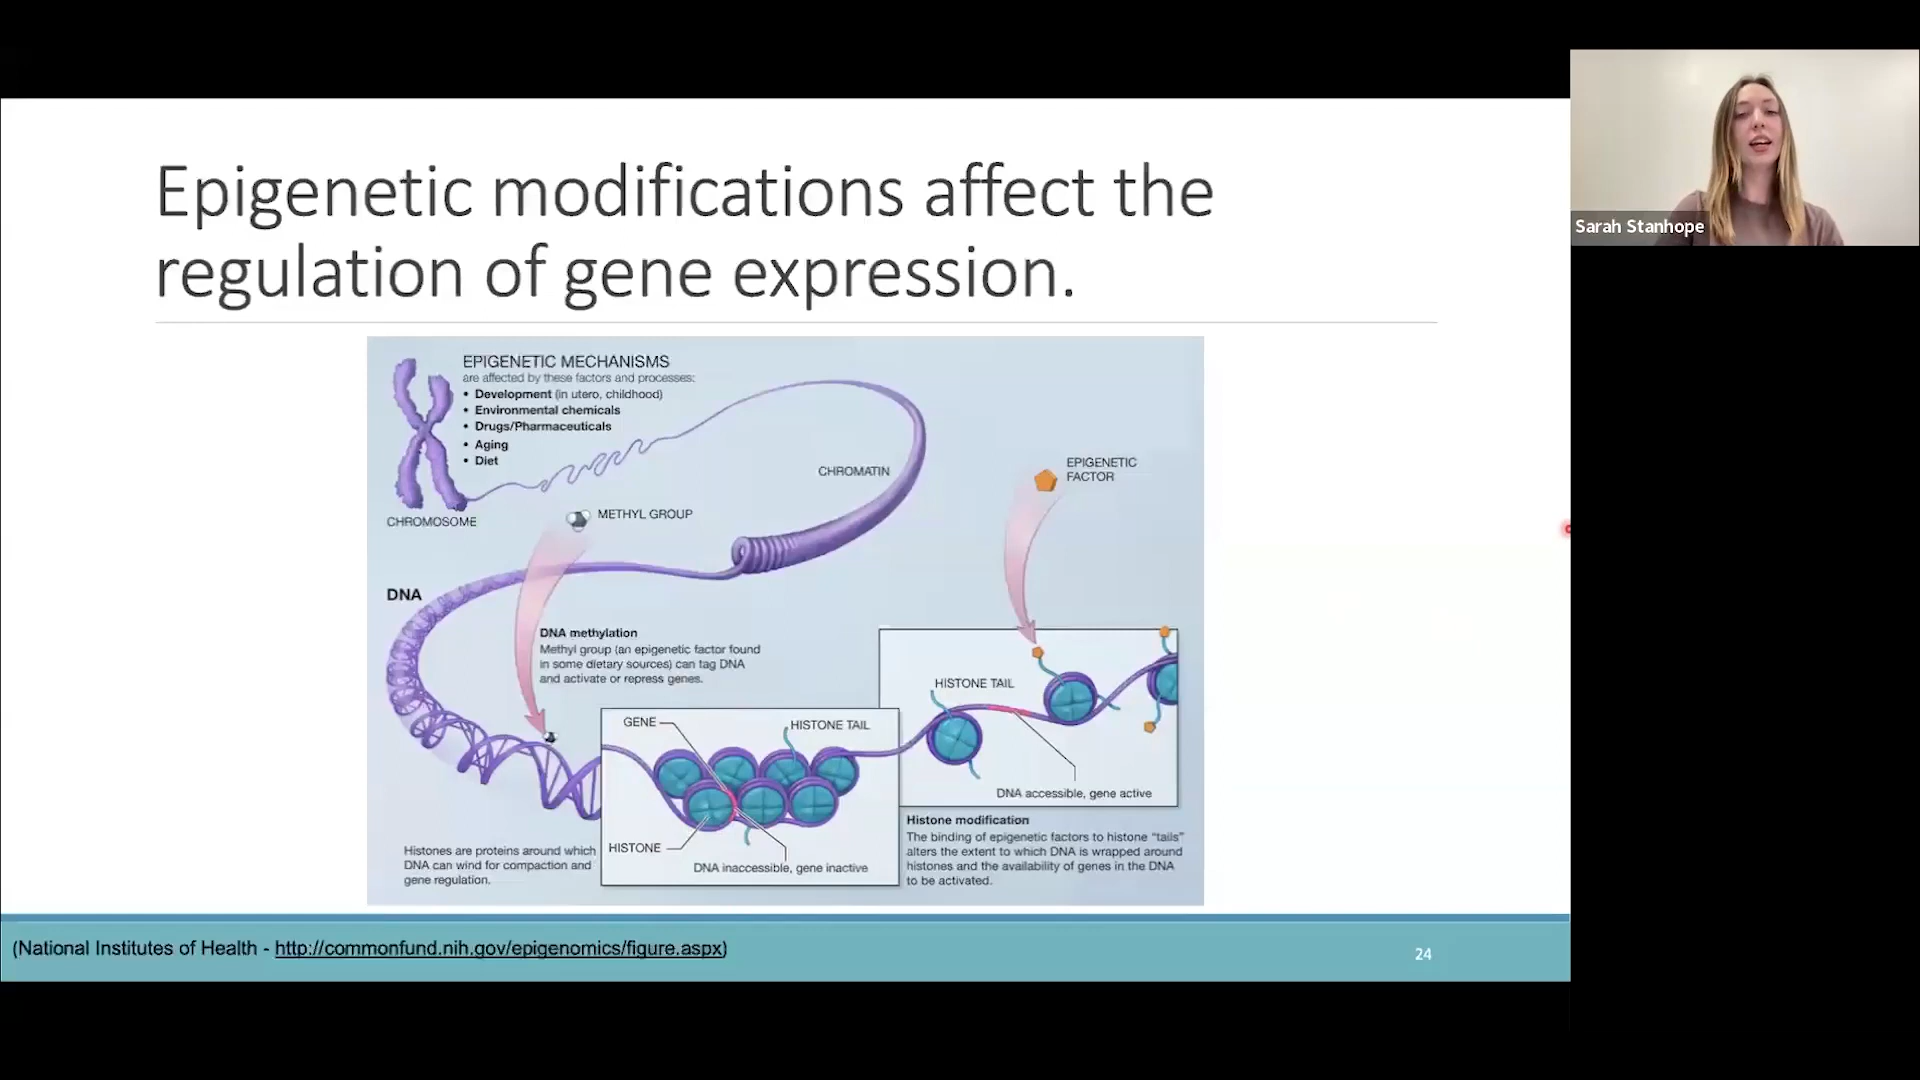 Epigenetic modifications affect the
regulation of gene expression.
Sarah Stanhope
EPIGENETIC MECHANISMS
are affected by these factors and processes:
• Development (in utero, childhood)
• Environmental chemicals
• Drugs/Pharmaceuticals
• Aging
• Diet
CHROMOSOME
CHROMATIN
METHYL GROUP
EPIGENETIC
FACTOR
DNA
DNA methylation
Methyl group (an epigenetic factor found
in some dietary sources) can tag DNA
and activate or repress genes.
HISTONE TAIL
DNA accessible, gene active
GENE
HISTONE TAIL
HISTONE
DNA inaccessible, gene inactive
Histones are proteins around which
DNA can wind for compaction and
gene regulation.
Histone modification
The binding of epigenetic factors to histone “tails”
alters the extent to which DNA is wrapped around
histones and the availability of genes in the DNA
to be activated.
(National Institutes of Health - http://commonfund.nih.gov/epigenomics/figure.aspx)
24